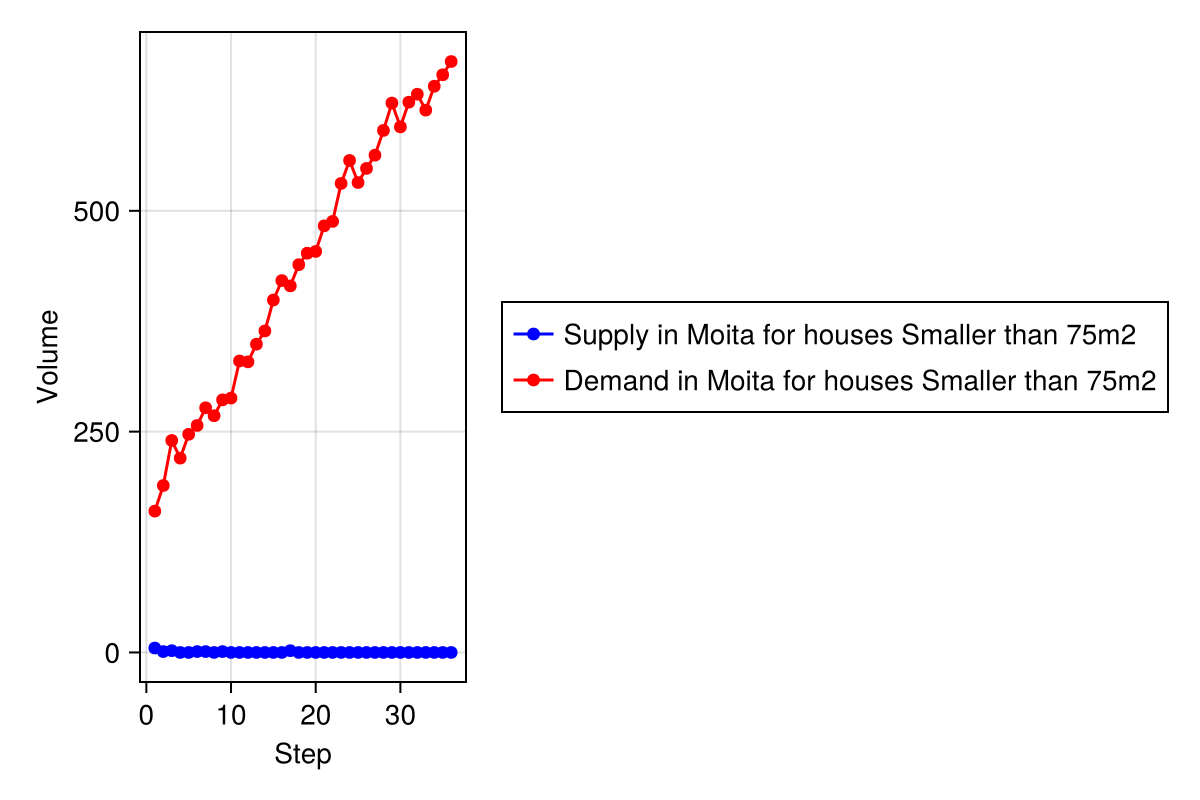 500
250
0
Volume
0 10 20 30
Step
Supply in Moita for houses Smaller than 75m2
Demand in Moita for houses Smaller than 75m2